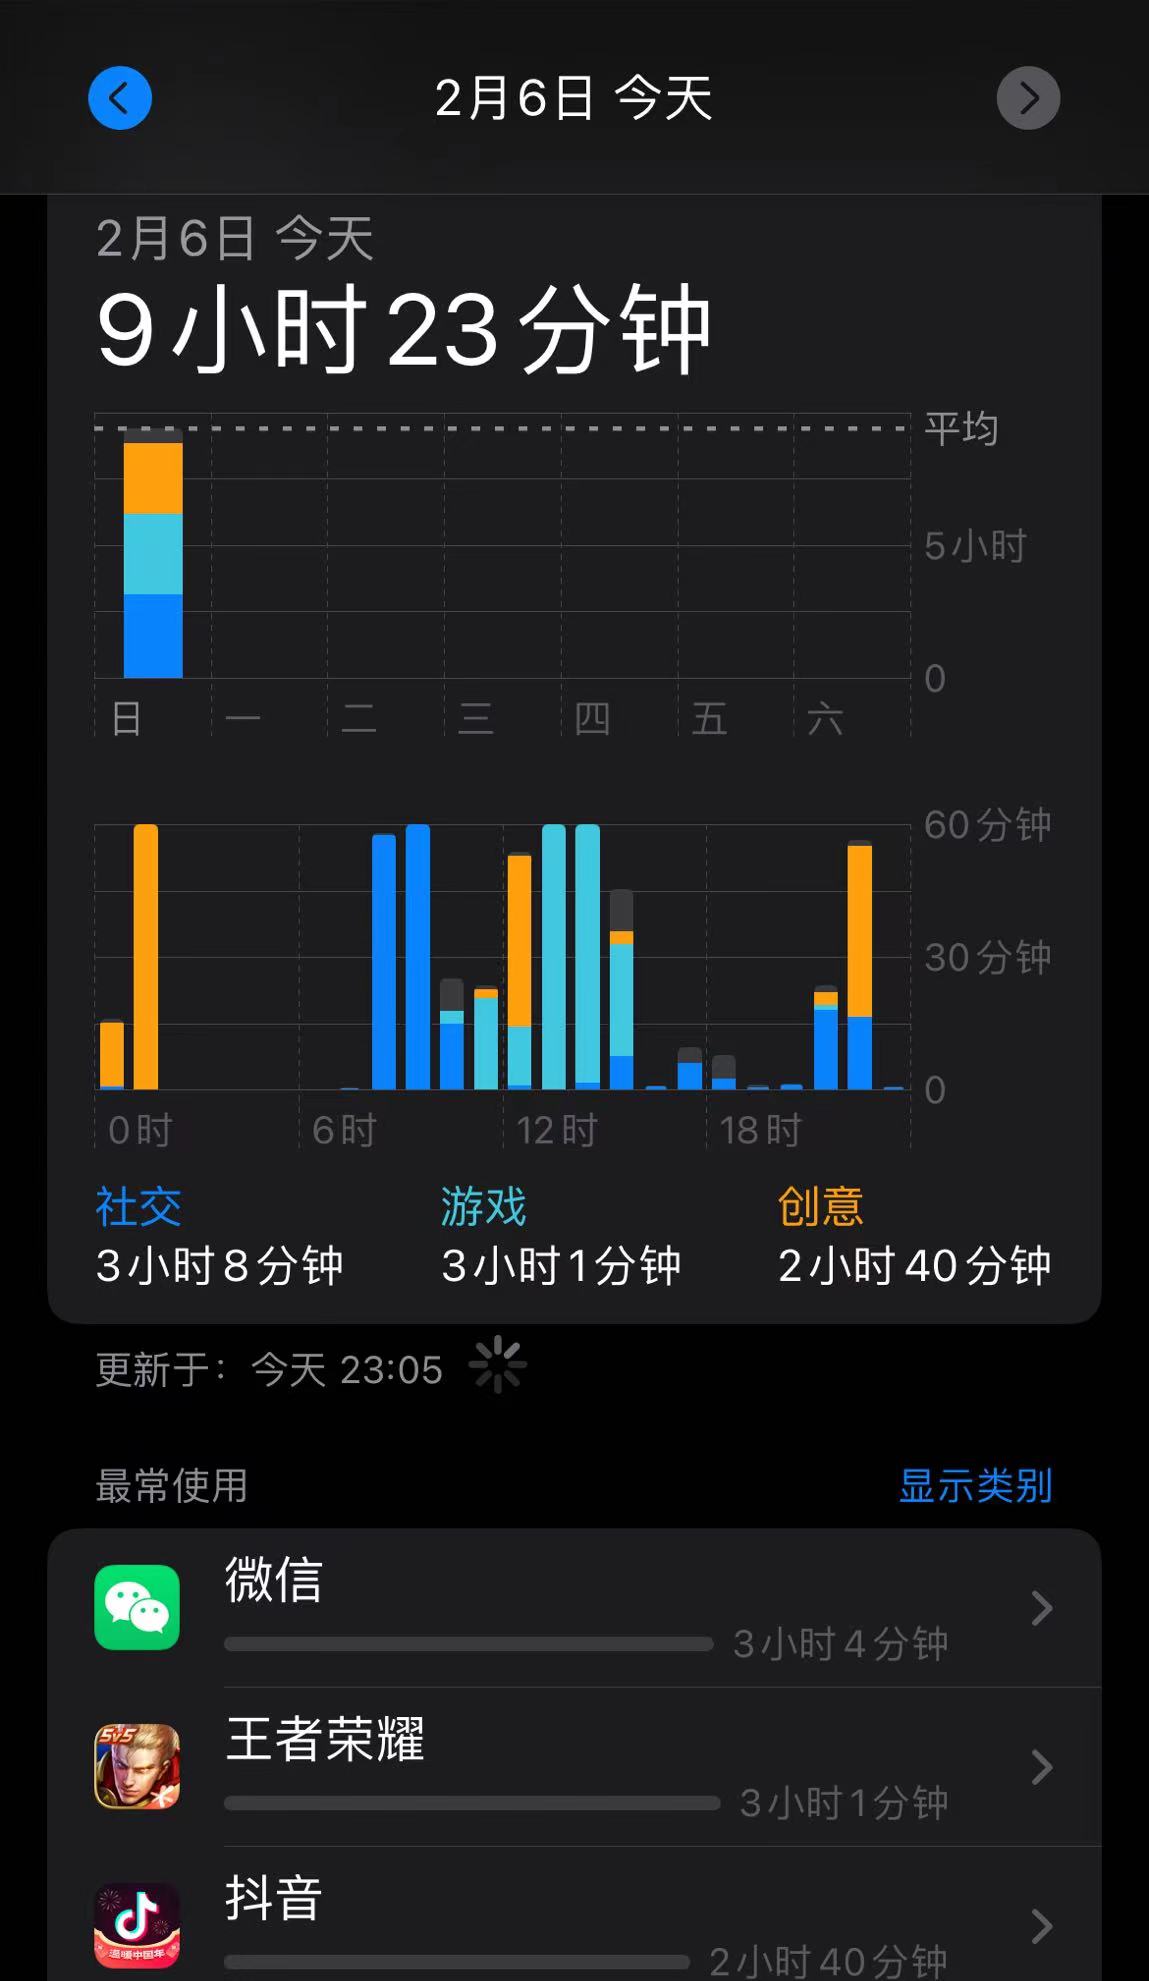 2月6日 今天
2月6日 今天
9小时23分钟
平均
5小时
0
日 一 二 三 四 五 六
60分钟
30分钟
0
0时 6时 12时 18时
社交 游戏 创意
3小时8分钟 3小时1分钟 2小时40分钟
更新于：今天 23:05
最常使用 显示类别
微信
3小时4分钟
5v5
王者荣耀
3小时1分钟
抖音
温暖中国年
2小时40分钟